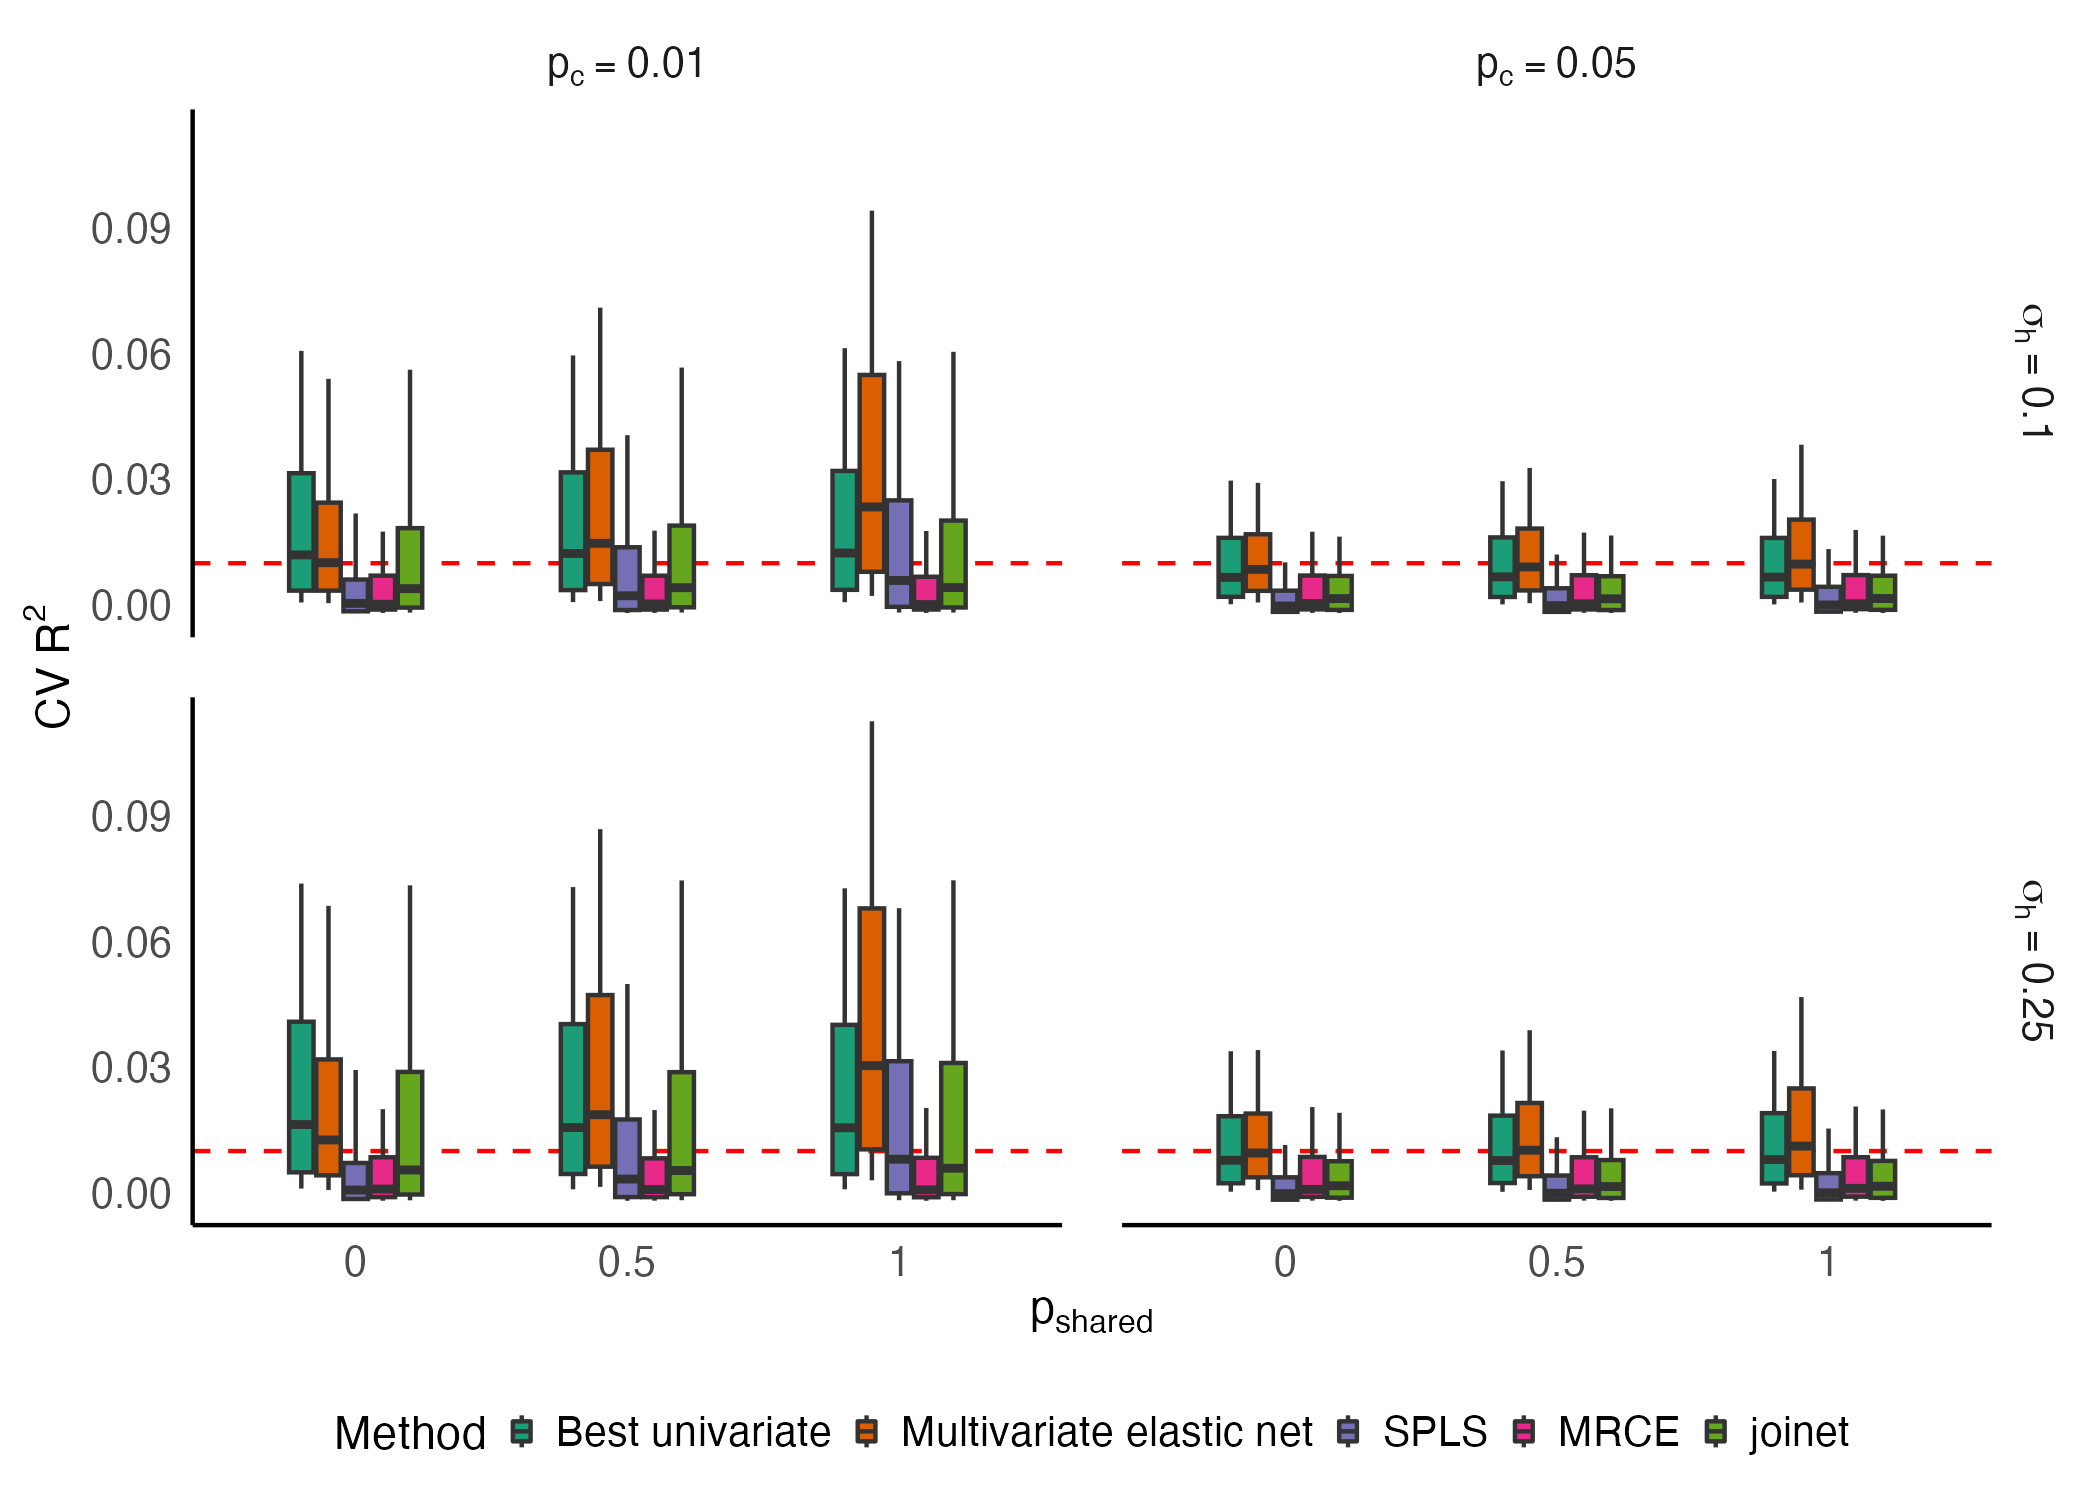 pc = 0.01
pc = 0.05
0.09
0.06
0.03
0.00
σh = 0.1
CV R²
0.09
0.06
0.03
0.00
σh = 0.25
0 0.5 1 0 0.5 1
pshared
Method Best univariate Multivariate elastic net SPLS MRCE joinet